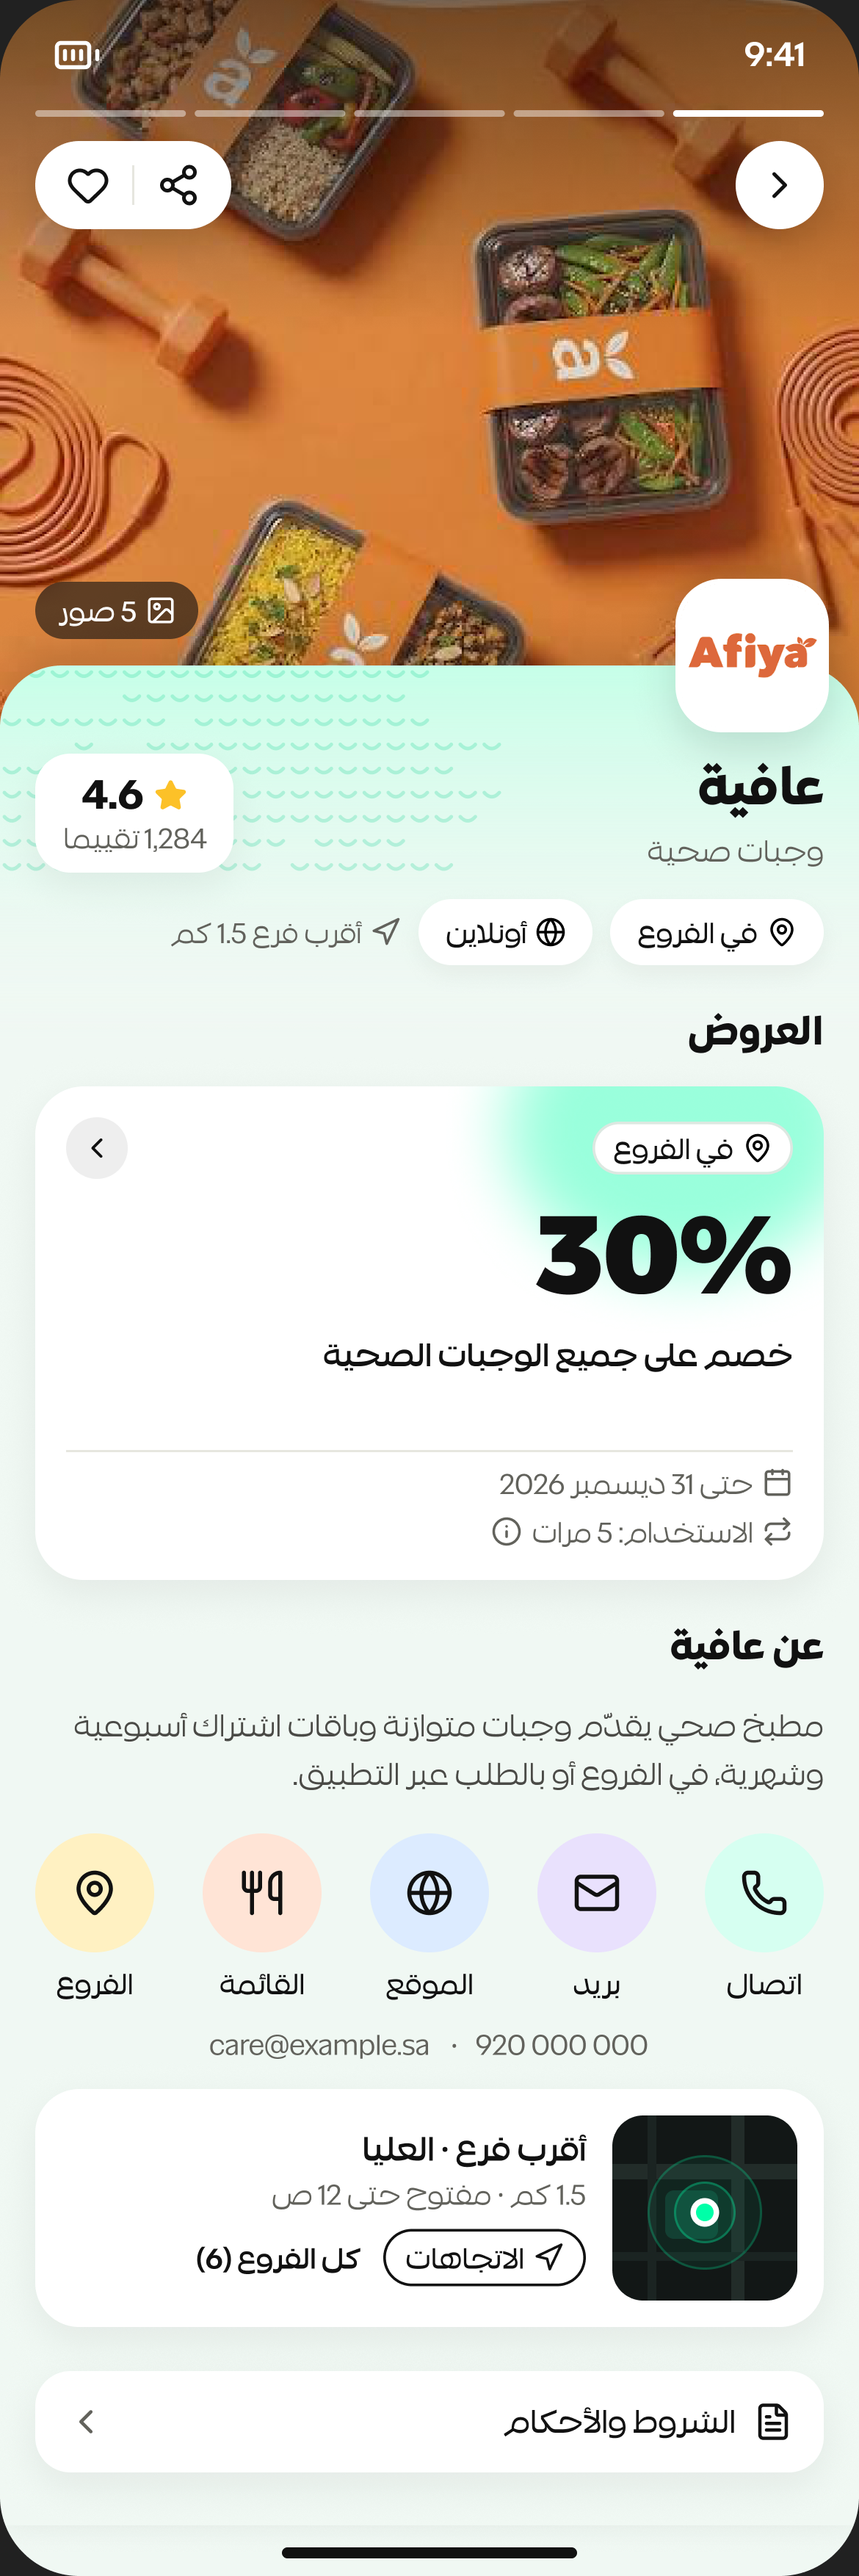 9:41
5 صور
Afiya
عافية
وجبات صحية
4.6
1,284 تقييما
في الفروع
أونلاين
أقرب فرع 1.5 كم
العروض
في الفروع
30%
خصم على جميع الوجبات الصحية
حتى 31 ديسمبر 2026
الاستخدام: 5 مرات
عن عافية
مطبخ صحي يقدّم وجبات متوازنة وباقات اشتراك أسبوعية
وشهرية، في الفروع أو بالطلب عبر التطبيق.
اتصال
بريد
الموقع
القائمة
الفروع
920 000 000 · care@example.sa
أقرب فرع · العليا
1.5 كم · مفتوح حتى 12 ص
الاتجاهات
كل الفروع (6)
الشروط والأحكام